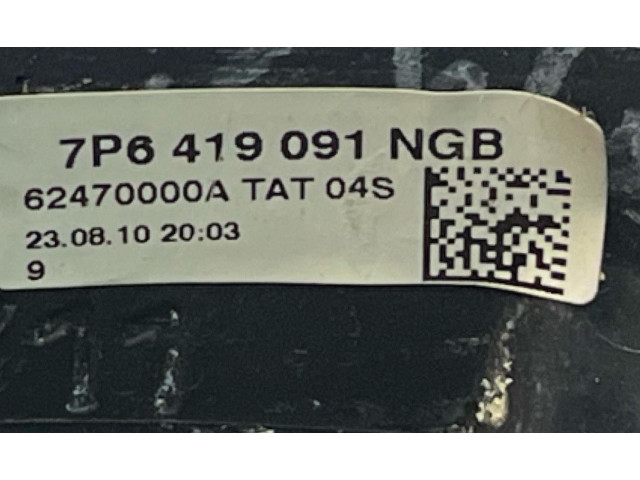 7P6 419 091 NGB
62470000A TAT 04S
23.08.10 20:03
9